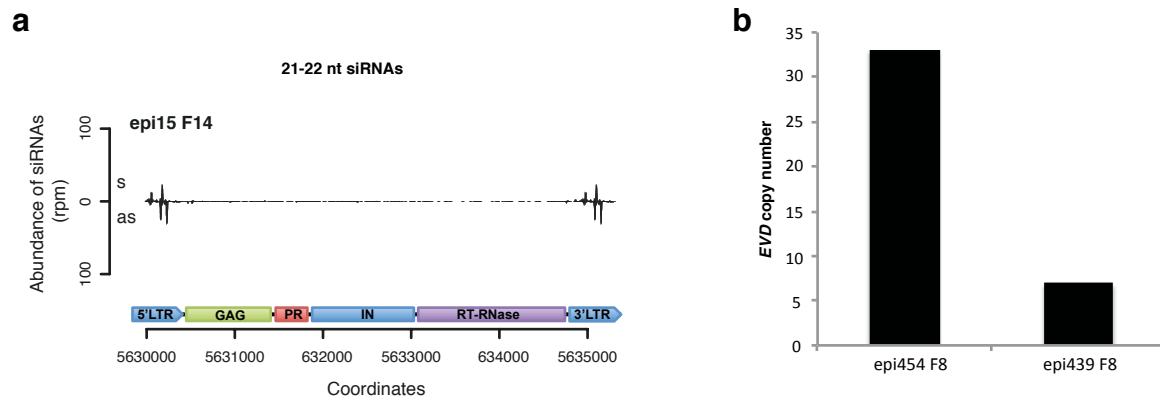 a
21-22 nt siRNAs
epi15 F14
Abundance of siRNAs
(rpm)
100
0
100
s
as
5'LTR GAG PR IN RT-RNase 3'LTR
5630000 5631000 632000 5633000 634000 5635000
Coordinates
b
EVD copy number
35
30
25
20
15
10
5
0
epi454 F8 epi439 F8